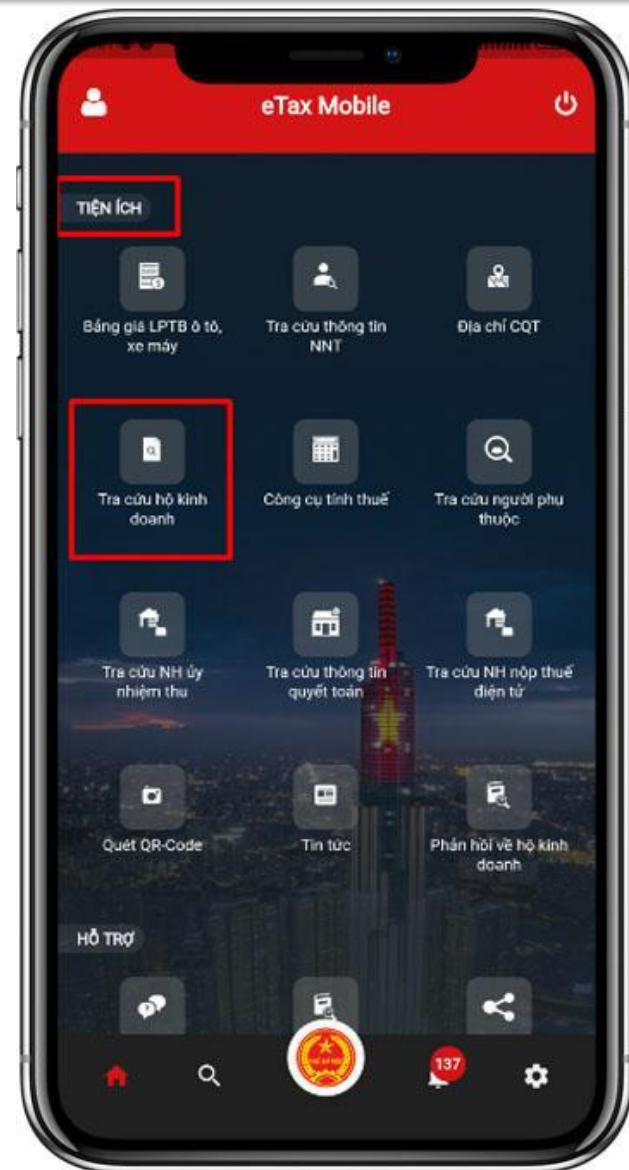 eTax Mobile
TIỆN ÍCH
Bảng giá LPTB ô tô,
xe máy
Tra cứu thông tin
NNT
Địa chỉ CQT
Tra cứu hộ kinh
doanh
Công cụ tính thuế
Tra cứu người phụ
thuộc
Tra cứu NH ủy
nhiệm thu
Tra cứu thông tin
quyết toán
Tra cứu NH nộp thuế
điện tử
Quét QR-Code
Tin tức
Phản hồi về hộ kinh
doanh
HỖ TRỢ
137